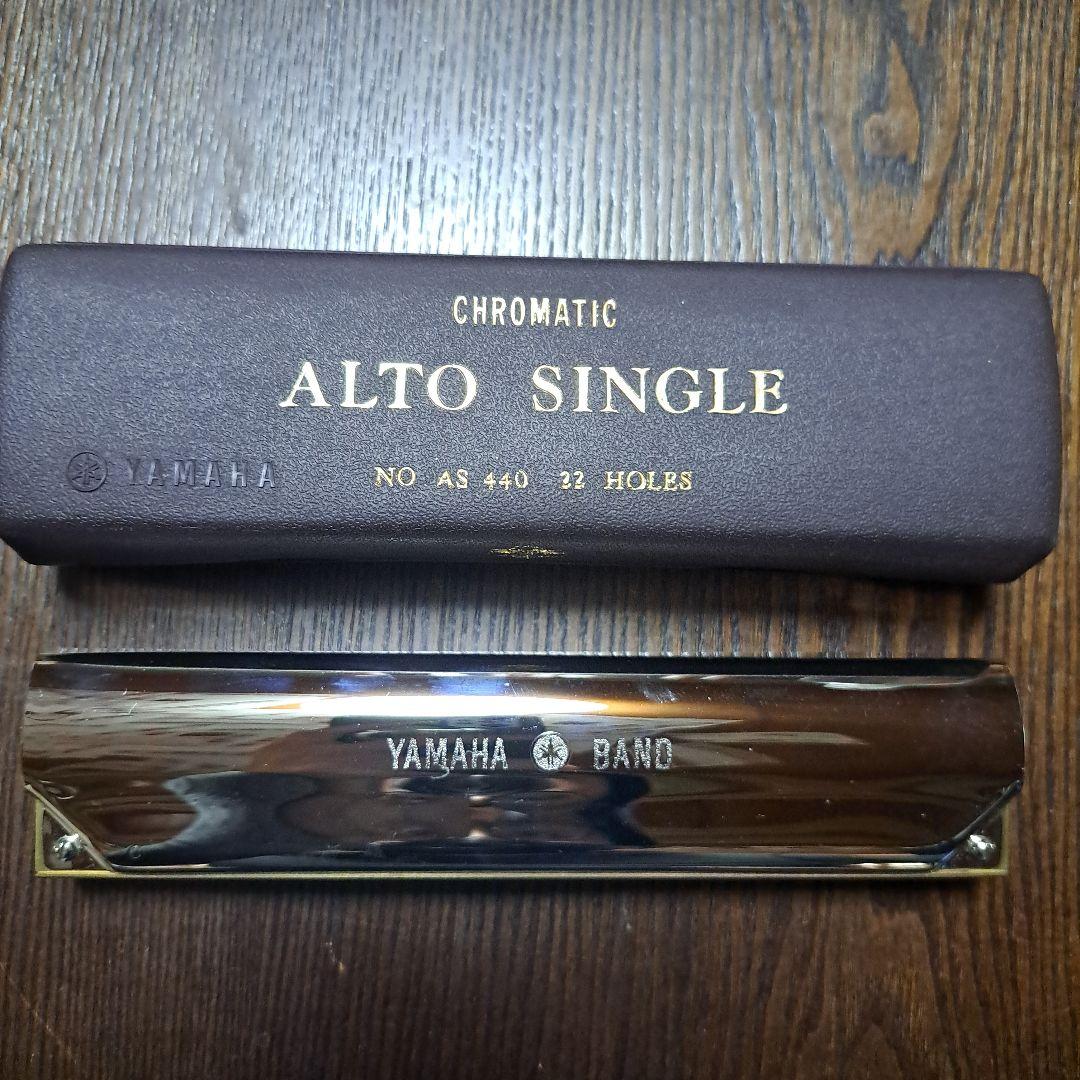 CHROMATIC
ALTO SINGLE
YAMAHA
NO AS 440 22 HOLES
YAMAHA BAND